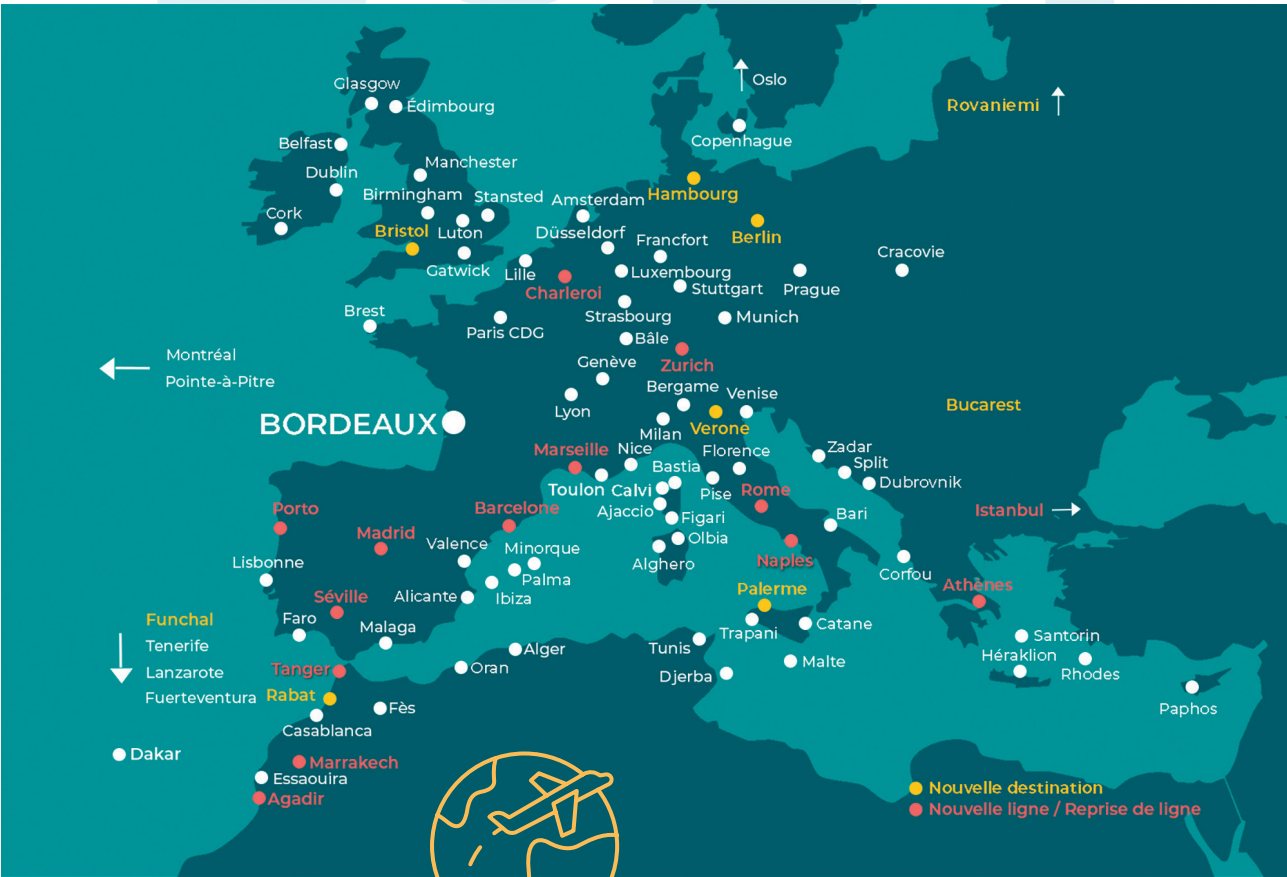 Glasgow
Édimbourg
Oslo
Rovaniemi
Belfast
Copenhague
Dublin
Manchester
Birmingham
Stansted
Amsterdam
Hambourg
Cork
Bristol
Luton
Düsseldorf
Francfort
Berlin
Gatwick
Lille
Luxembourg
Cracovie
Charleroi
Stuttgart
Prague
Brest
Paris CDG
Strasbourg
Munich
Bâle
Montréal
Pointe-à-Pitre
Genève
Zurich
Bergame
Venise
Lyon
Bucarest
BORDEAUX
Milan
Verone
Marseille
Nice
Florence
Zadar
Bastia
Split
Toulon
Calvi
Pise
Rome
Dubrovnik
Porto
Barcelone
Ajaccio
Figari
Bari
Istanbul
Madrid
Valence
Minorque
Olbia
Lisbonne
Palma
Alghero
Naples
Corfou
Séville
Alicante
Ibiza
Palerme
Athènes
Funchal
Tenerife
Lanzarote
Fuerteventura
Faro
Malaga
Trapani
Catane
Santorin
Tanger
Oran
Alger
Tunis
Malte
Héraklion
Rhodes
Djerba
Rabat
Fès
Paphos
Casablanca
Dakar
Marrakech
Essaouira
Agadir
Nouvelle destination
Nouvelle ligne / Reprise de ligne